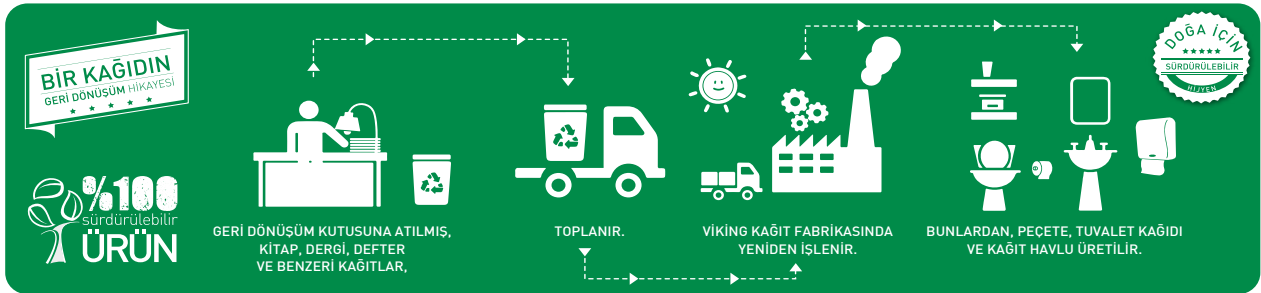 BİR KAĞIDIN
GERİ DÖNÜŞÜM HİKAYESİ
%100
sürdürülebilir
ÜRÜN
GERİ DÖNÜŞÜM KUTUSUNA ATILMIŞ,
KİTAP, DERGİ, DEFTER
VE BENZERİ KAĞITLAR,
TOPLANIR.
VİKİNG KAĞIT FABRİKASINDA
YENİDEN İŞLENİR.
BUNLARDAN, PEÇETE, TUVALET KAĞIDI
VE KAĞIT HAVLU ÜRETİLİR.
DOĞA İÇİN
SÜRDÜRÜLEBİLİR
HİJYEN